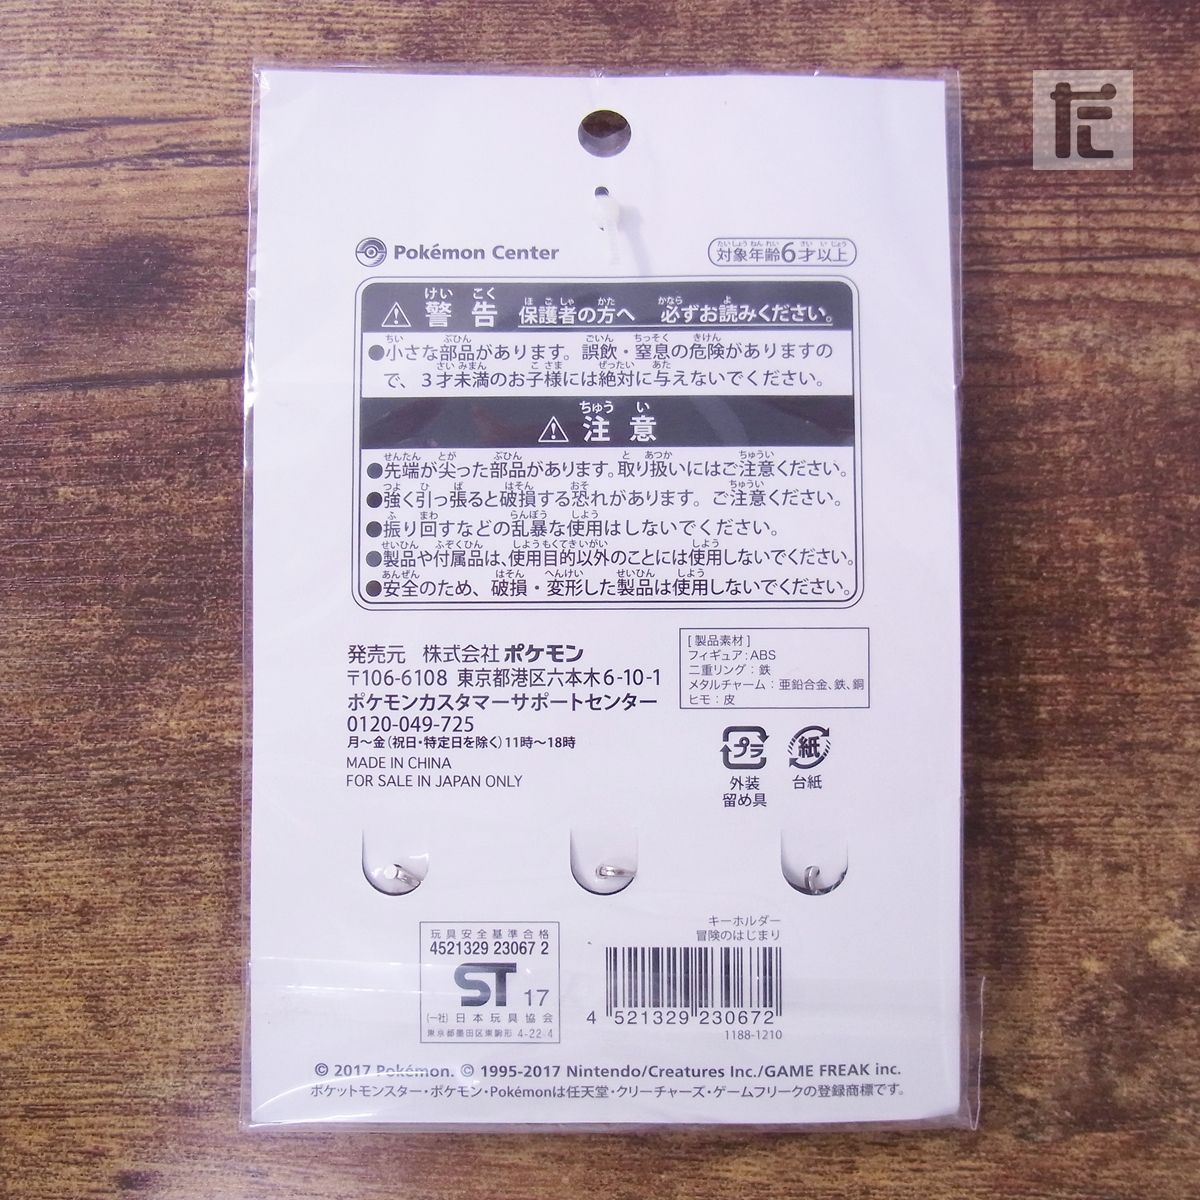 Pokémon Center
対象年齢6才以上
警告 保護者の方へ 必ずお読みください。
●小さな部品があります。誤飲・窒息の危険がありますの
で、3才未満のお子様には絶対に与えないでください。
注意
●先端が尖った部品があります。取り扱いにはご注意ください。
●強く引っ張ると破損する恐れがあります。ご注意ください。
●振り回すなどの乱暴な使用はしないでください。
●製品や付属品は、使用目的以外のことには使用しないでください。
●安全のため、破損・変形した製品は使用しないでください。
発売元 株式会社ポケモン
〒106-6108 東京都港区六本木6-10-1
ポケモンカスタマーサポートセンター
0120-049-725
月〜金(祝日・特定日を除く)11時〜18時
MADE IN CHINA
FOR SALE IN JAPAN ONLY
[製品素材]
フィギュア:ABS
二重リング:鉄
メタルチャーム:亜鉛合金、鉄、銅
ヒモ:皮
プラ
外装
留め具
紙
台紙
玩具安全基準合格
4521329 23067 2
ST 17
(一社)日本玩具協会
東京都墨田区東駒形 4-22-4
キーホルダー
冒険のはじまり
4 521329 230672
1188-1210
© 2017 Pokémon. © 1995-2017 Nintendo/Creatures Inc./GAME FREAK inc.
ポケットモンスター・ポケモン・Pokémonは任天堂・クリーチャーズ・ゲームフリークの登録商標です。